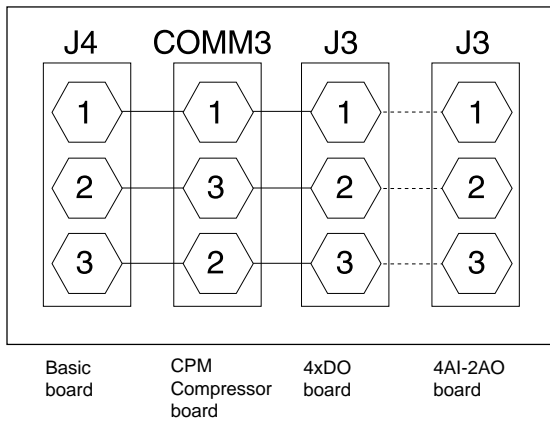 J4 COMM3 J3 J3
1 1 1 1
2 3 2 2
3 2 3 3
Basic board
CPM Compressor board
4xDO board
4AI-2AO board